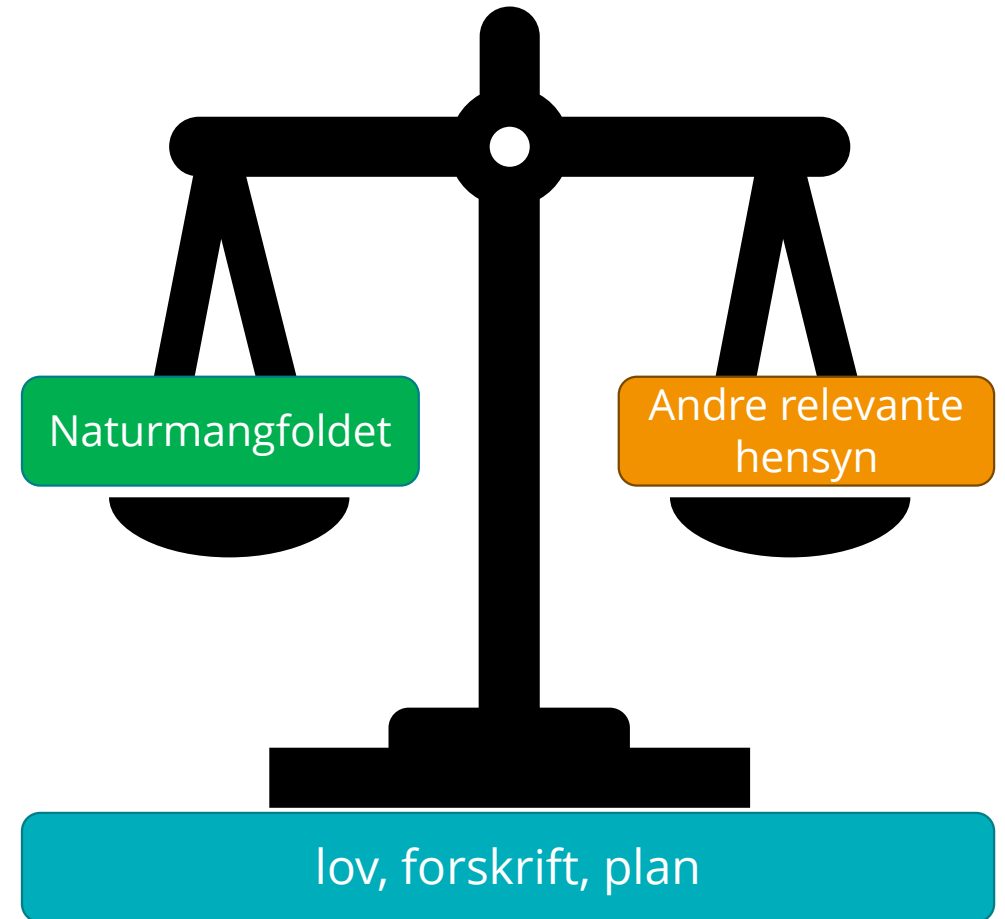 Naturmangfoldet
Andre relevante
hensyn
lov, forskrift, plan